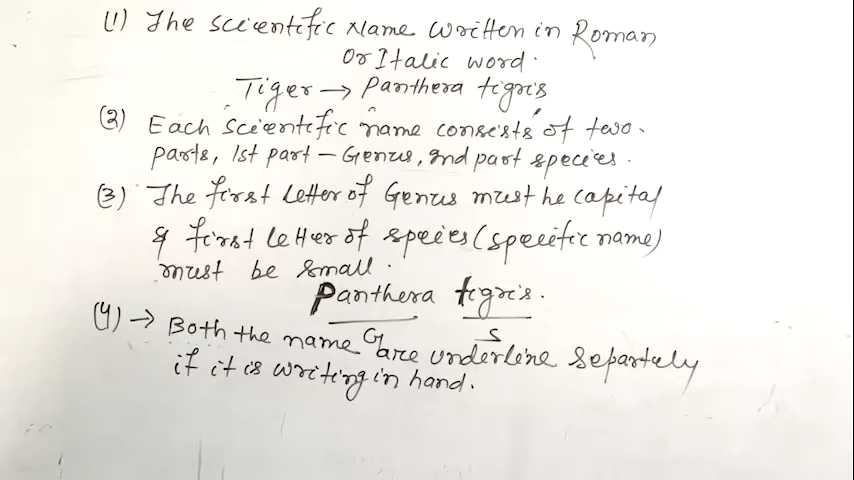 (1) The Scientific Name written in Roman
Or Italic word.
Tiger → Panthera tigris
(2) Each Scientific name consists of two
parts, 1st part - Genus, 2nd part species.
(3) The first letter of Genus must be capital
& first letter of species (specific name)
must be small.
Panthera tigris.
G S
(4) → Both the name are underline separtely
if it is writing in hand.